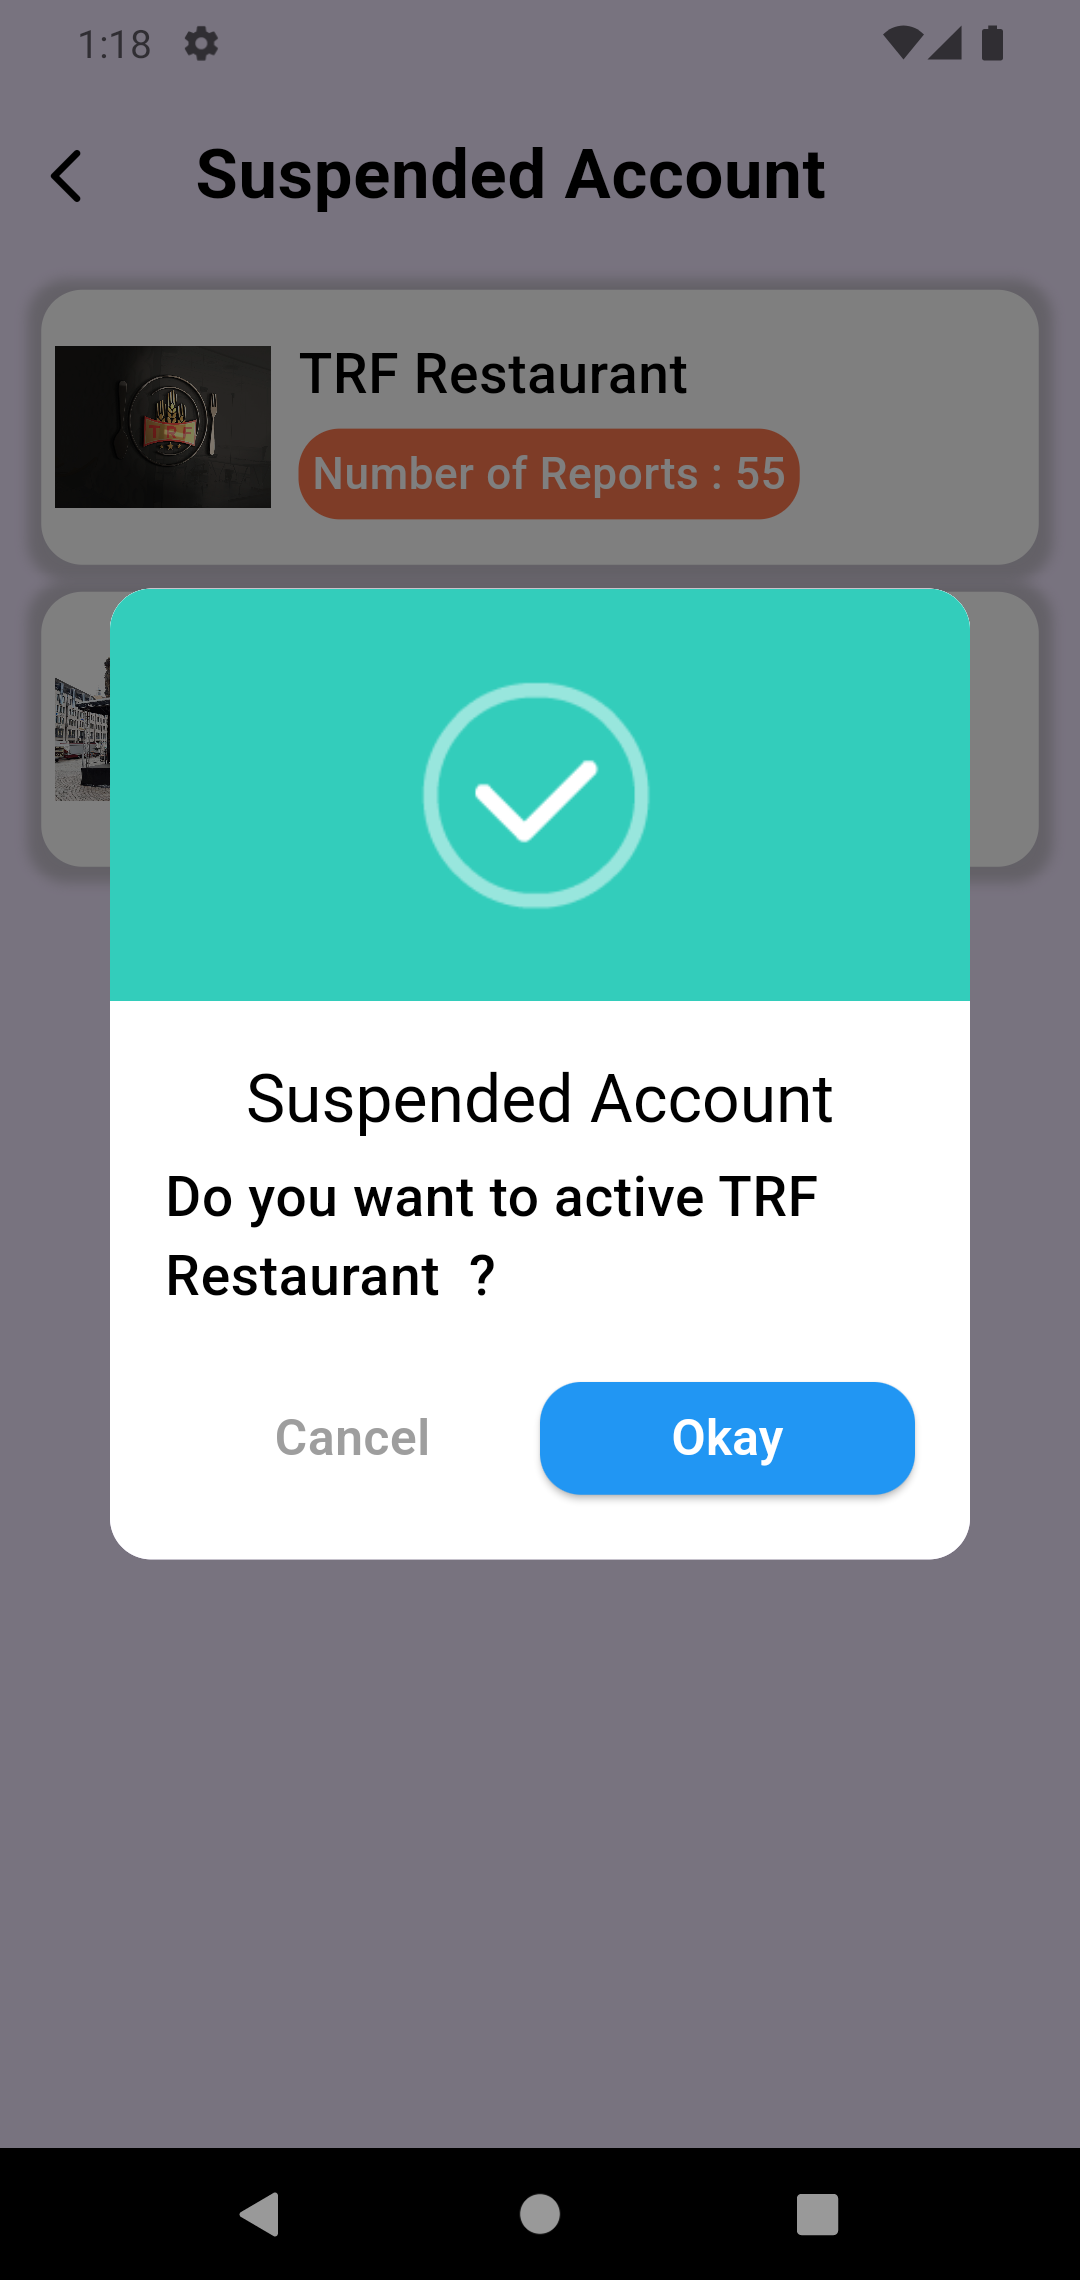 1:18
Suspended Account
TRF Restaurant
TRF
Number of Reports : 55
Suspended Account
Do you want to active TRF
Restaurant ?
Cancel
Okay